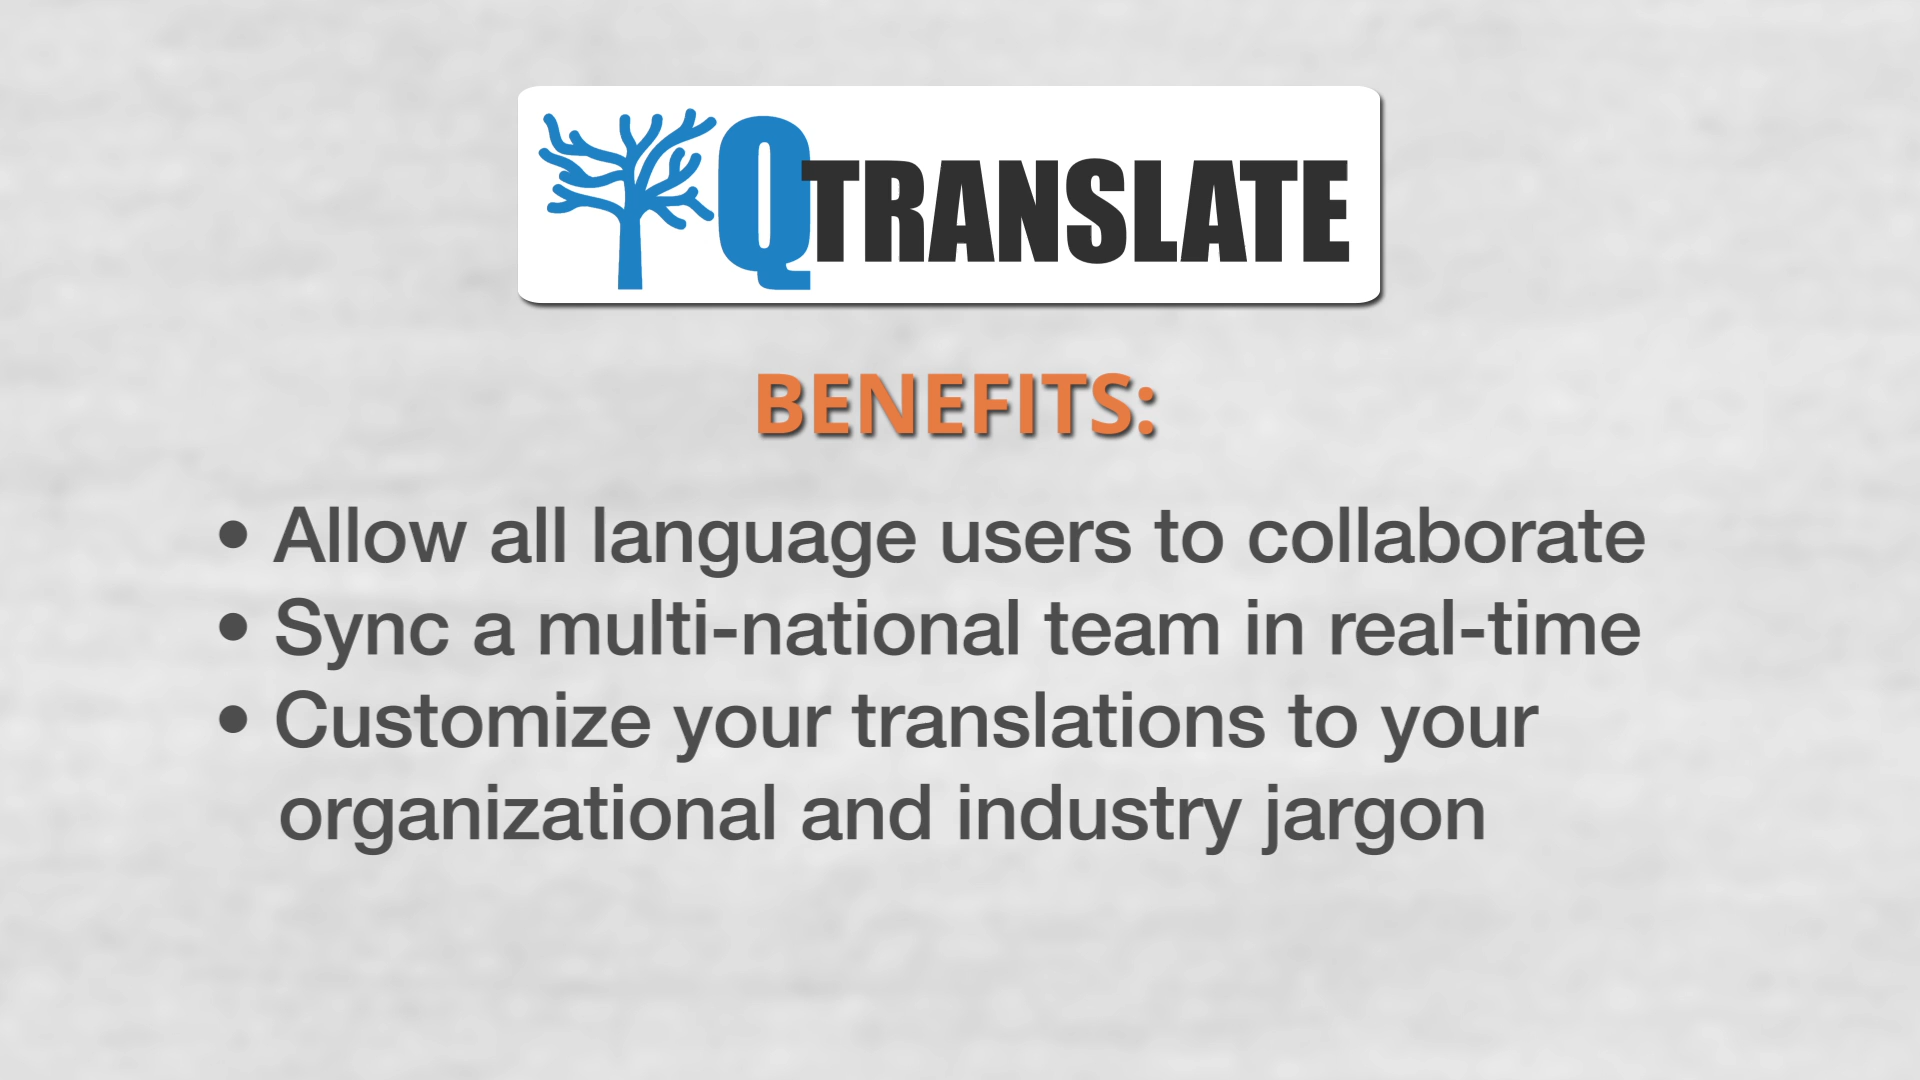 QTRANSLATE
BENEFITS:
• Allow all language users to collaborate
• Sync a multi-national team in real-time
• Customize your translations to your
organizational and industry jargon